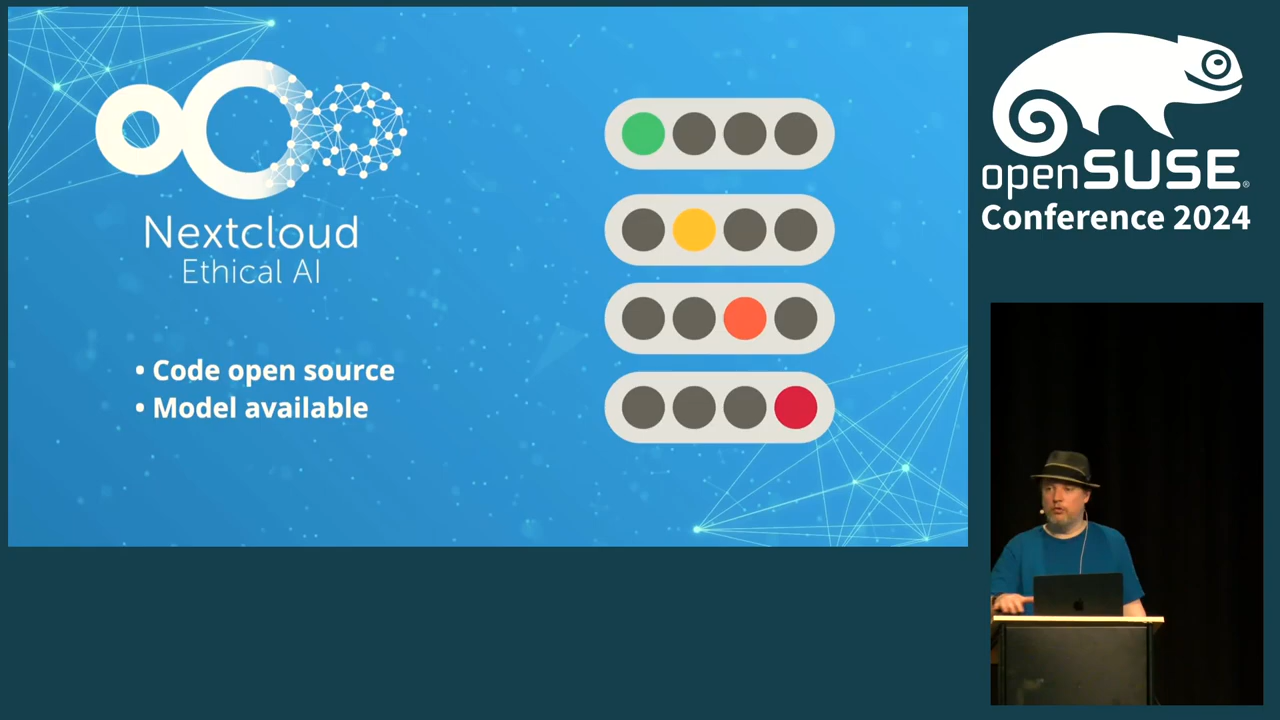 Nextcloud
Ethical AI
• Code open source
• Model available
openSUSE®
Conference 2024